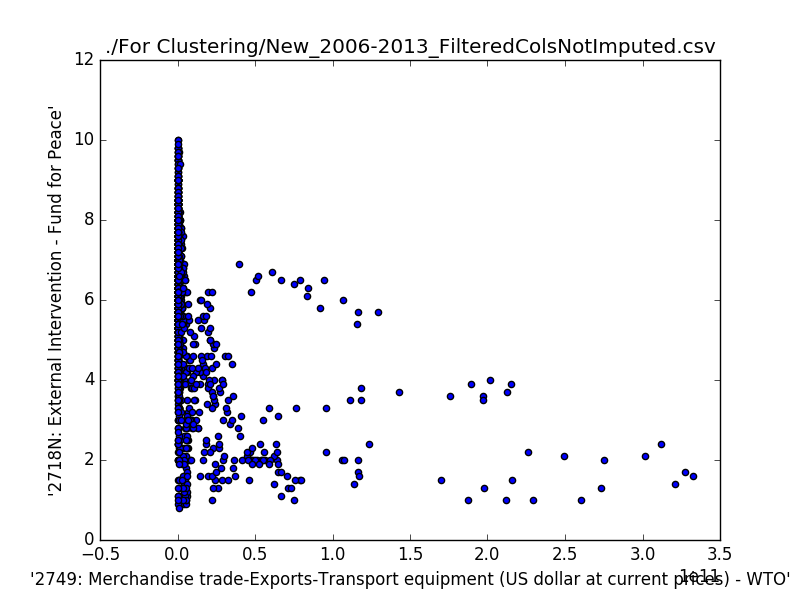 ./For Clustering/New_2006-2013_FilteredColsNotImputed.csv
12
10
8
6
4
2
0
'2718N: External Intervention - Fund for Peace'
−0.5 0.0 0.5 1.0 1.5 2.0 2.5 3.0 3.5
1e11
'2749: Merchandise trade-Exports-Transport equipment (US dollar at current prices) - WTO'